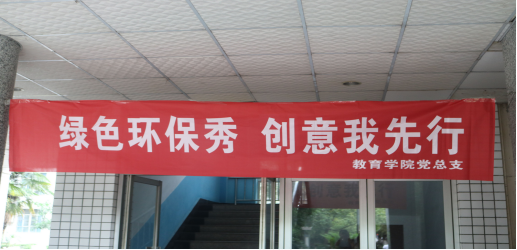 绿色环保秀 创意我先行
教育学院党总支